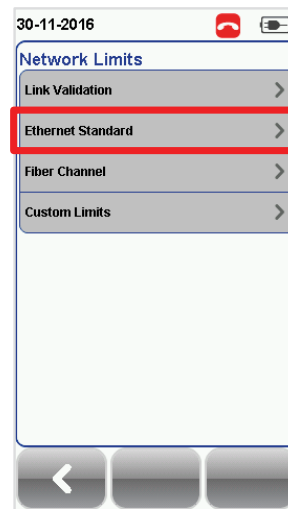 30-11-2016
Network Limits
Link Validation
Ethernet Standard
Fiber Channel
Custom Limits